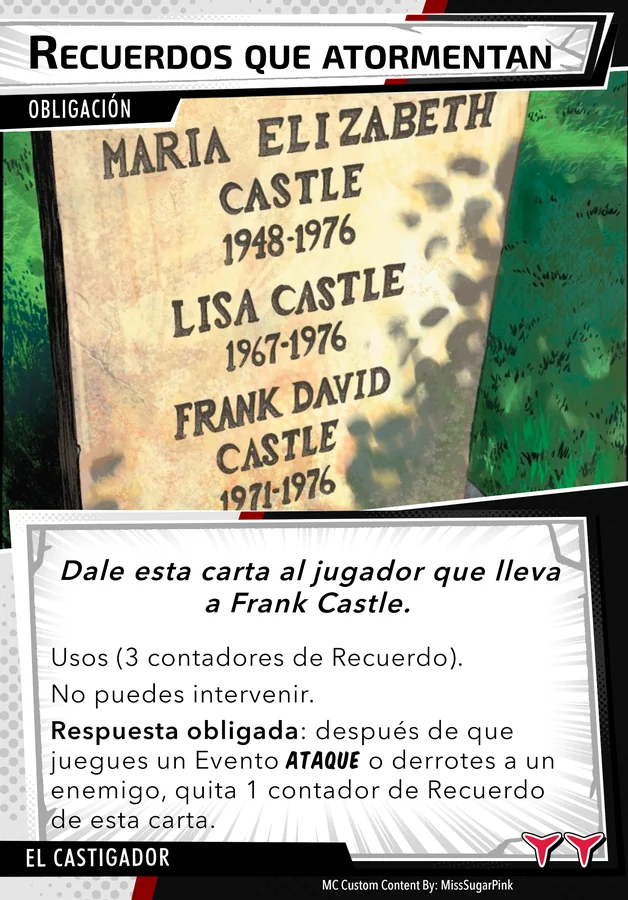 RECUERDOS QUE ATORMENTAN
OBLIGACIÓN
MARIA ELIZABETH
CASTLE
1948-1976
LISA CASTLE
1967-1976
FRANK DAVID
CASTLE
1971-1976
Dale esta carta al jugador que lleva
a Frank Castle.
Usos (3 contadores de Recuerdo).
No puedes intervenir.
Respuesta obligada: después de que
juegues un Evento ATAQUE o derrotes a un
enemigo, quita 1 contador de Recuerdo
de esta carta.
EL CASTIGADOR
MC Custom Content By: MissSugarPink